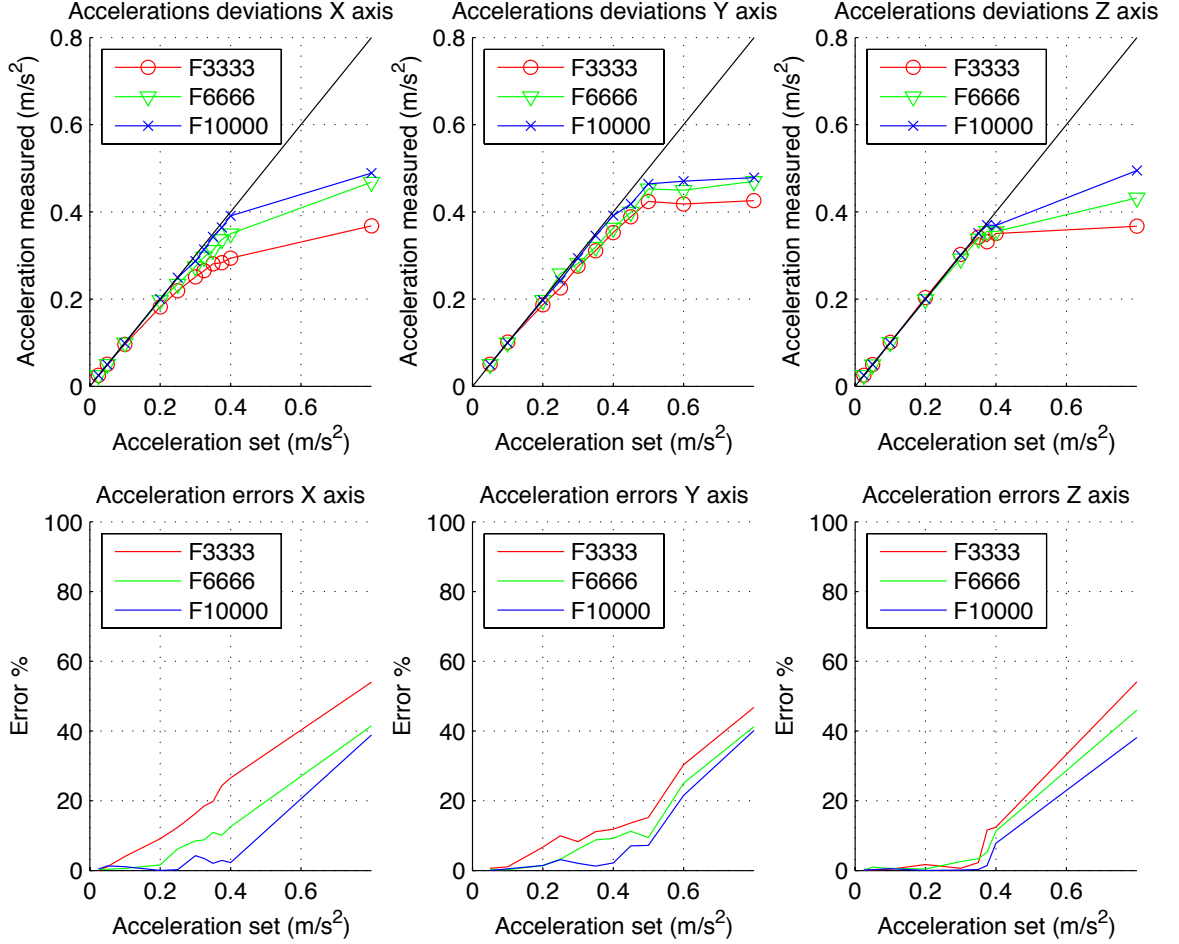 Accelerations deviations X axis
Accelerations deviations Y axis
Accelerations deviations Z axis
0.8
0.6
0.4
0.2
0
Acceleration measured (m/s²)
F3333
F6666
F10000
0 0.2 0.4 0.6
Acceleration set (m/s²)
0.8
0.6
0.4
0.2
0
Acceleration measured (m/s²)
F3333
F6666
F10000
0 0.2 0.4 0.6
Acceleration set (m/s²)
0.8
0.6
0.4
0.2
0
Acceleration measured (m/s²)
F3333
F6666
F10000
0 0.2 0.4 0.6
Acceleration set (m/s²)
Acceleration errors X axis
Acceleration errors Y axis
Acceleration errors Z axis
100
80
60
40
20
0
Error %
F3333
F6666
F10000
0 0.2 0.4 0.6
Acceleration set (m/s²)
100
80
60
40
20
0
Error %
F3333
F6666
F10000
0 0.2 0.4 0.6
Acceleration set (m/s²)
100
80
60
40
20
0
Error %
F3333
F6666
F10000
0 0.2 0.4 0.6
Acceleration set (m/s²)